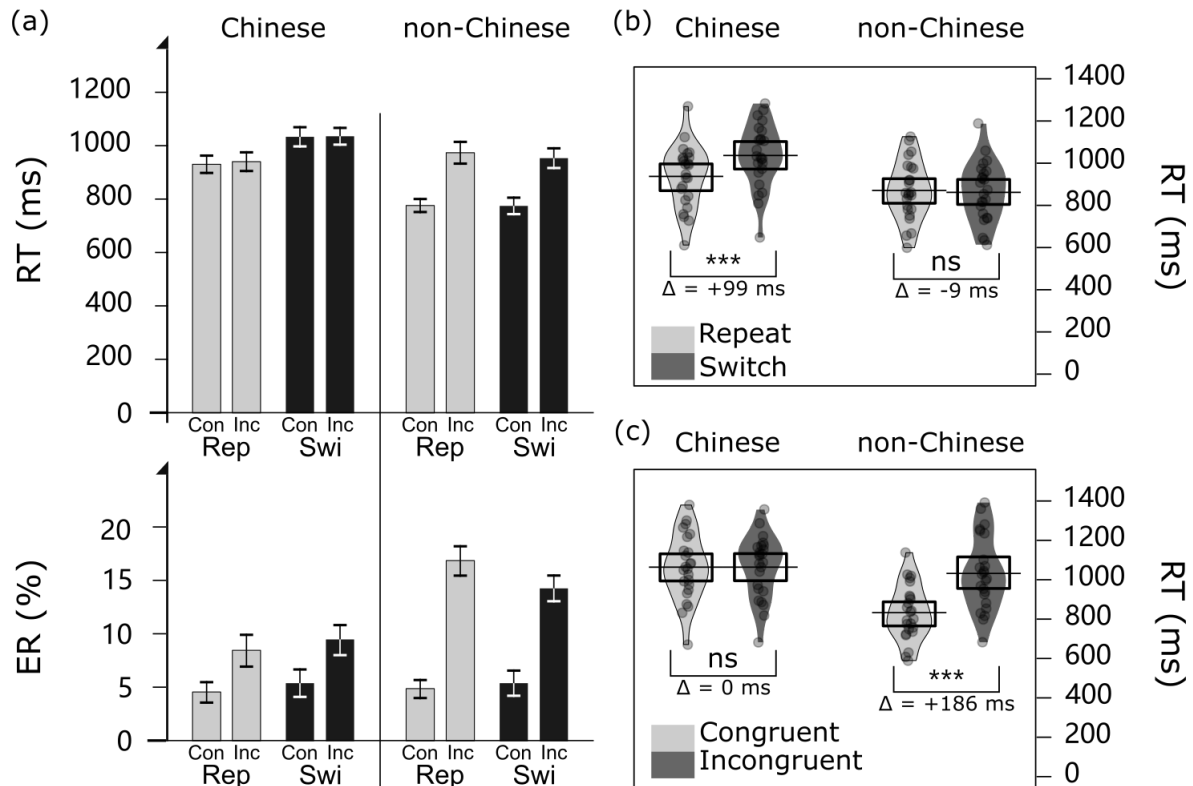 (a)
Chinese non-Chinese
RT (ms)
1200
1000
800
600
400
200
0
Con Inc Con Inc Con Inc Con Inc
Rep Swi Rep Swi
ER (%)
20
15
10
5
0
Con Inc Con Inc Con Inc Con Inc
Rep Swi Rep Swi
(b)
Chinese non-Chinese
1400
1200
1000
800
600
400
200
0
RT (ms)
*** ns
Δ = +99 ms Δ = -9 ms
Repeat
Switch
(c)
Chinese non-Chinese
1400
1200
1000
800
600
400
200
0
RT (ms)
ns ***
Δ = 0 ms Δ = +186 ms
Congruent
Incongruent